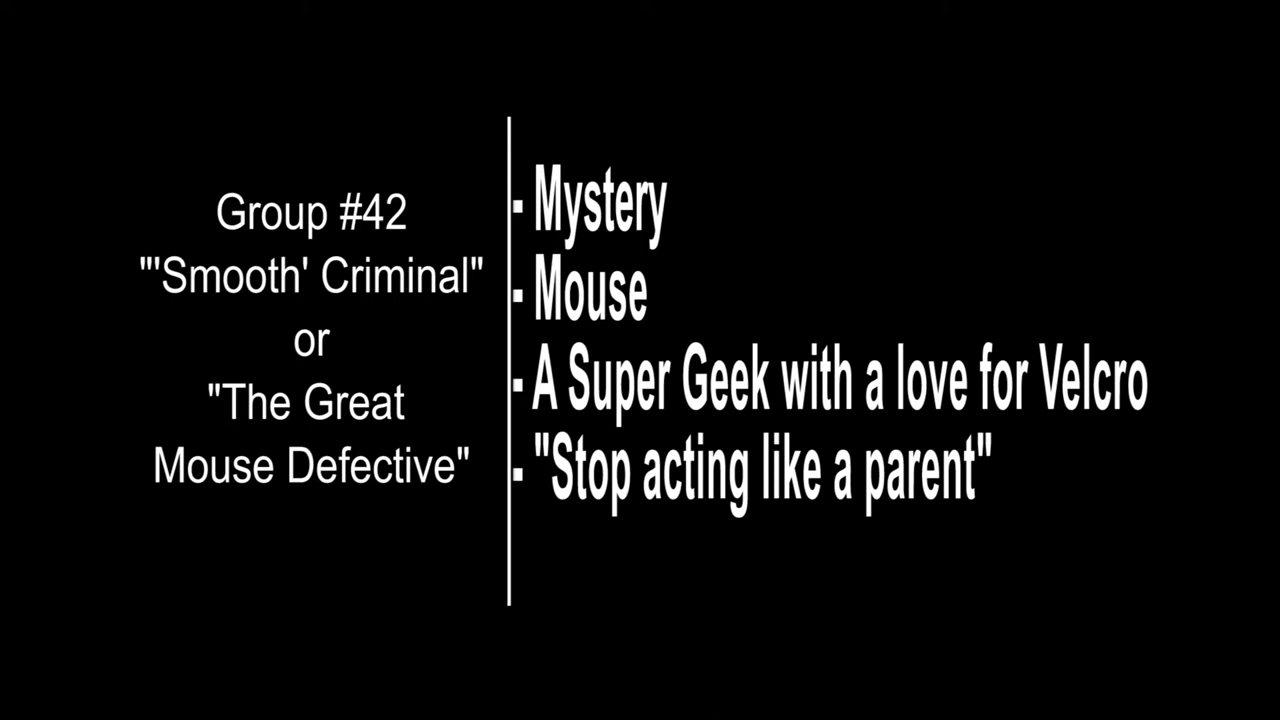 Group #42
"'Smooth' Criminal"
or
"The Great
Mouse Defective"
- Mystery
- Mouse
- A Super Geek with a love for Velcro
- "Stop acting like a parent"